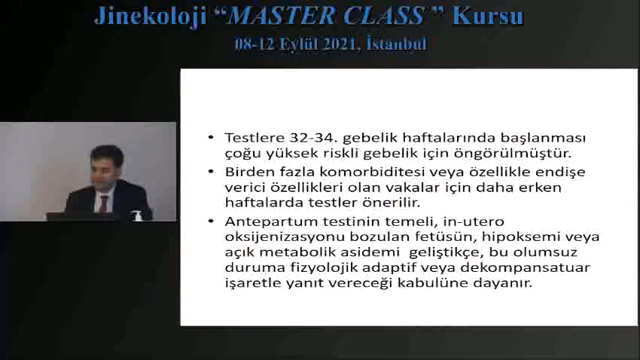 Jinekoloji “MASTER CLASS ” Kursu
08-12 Eylül 2021, İstanbul
• Testlere 32-34. gebelik haftalarında başlanması
çoğu yüksek riskli gebelik için öngörülmüştür.
• Birden fazla komorbiditesi veya özellikle endişe
verici özellikleri olan vakalar için daha erken
haftalarda testler önerilir.
• Antepartum testinin temeli, in-utero
oksijenizasyonu bozulan fetüsün, hipoksemi veya
açık metabolik asidemi geliştikçe, bu olumsuz
duruma fizyolojik adaptif veya dekompansatuar
işaretle yanıt vereceği kabulüne dayanır.